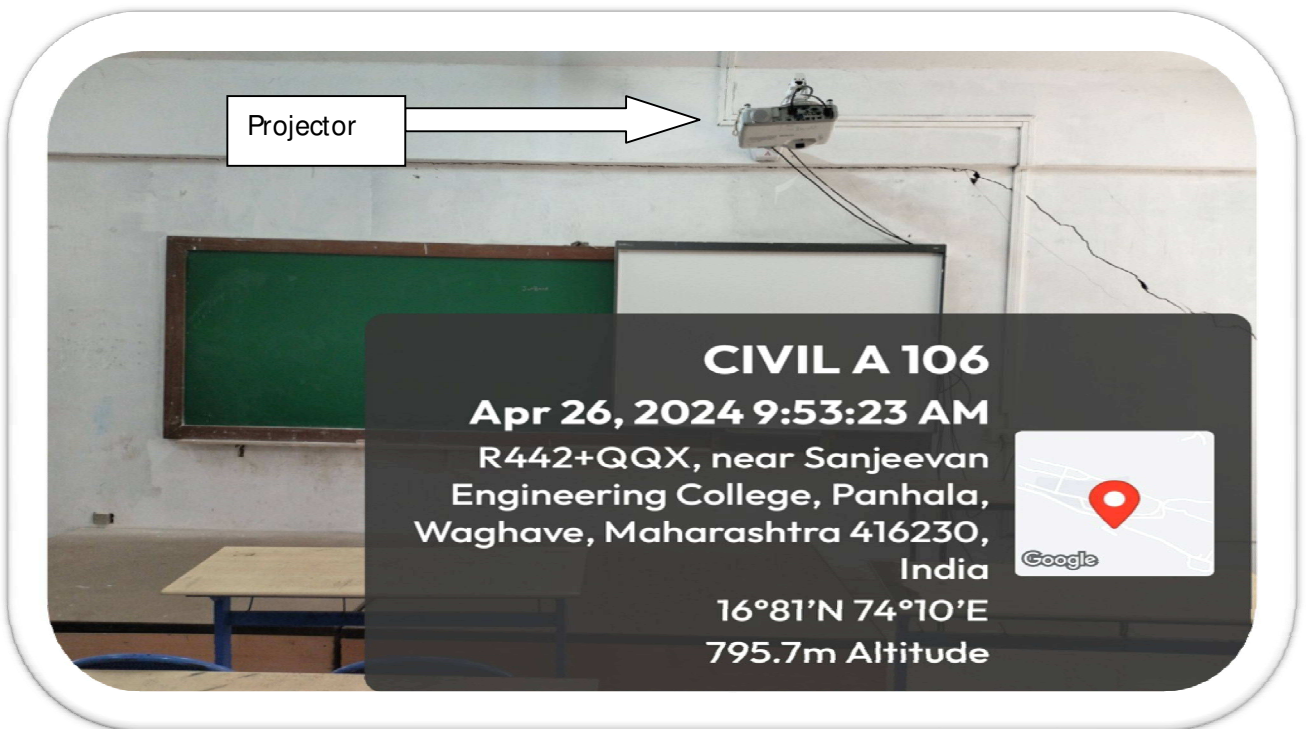 Projector
CIVIL A 106
Apr 26, 2024 9:53:23 AM
R442+QQX, near Sanjeevan
Engineering College, Panhala,
Waghave, Maharashtra 416230,
India
Google
16°81'N 74°10'E
795.7m Altitude